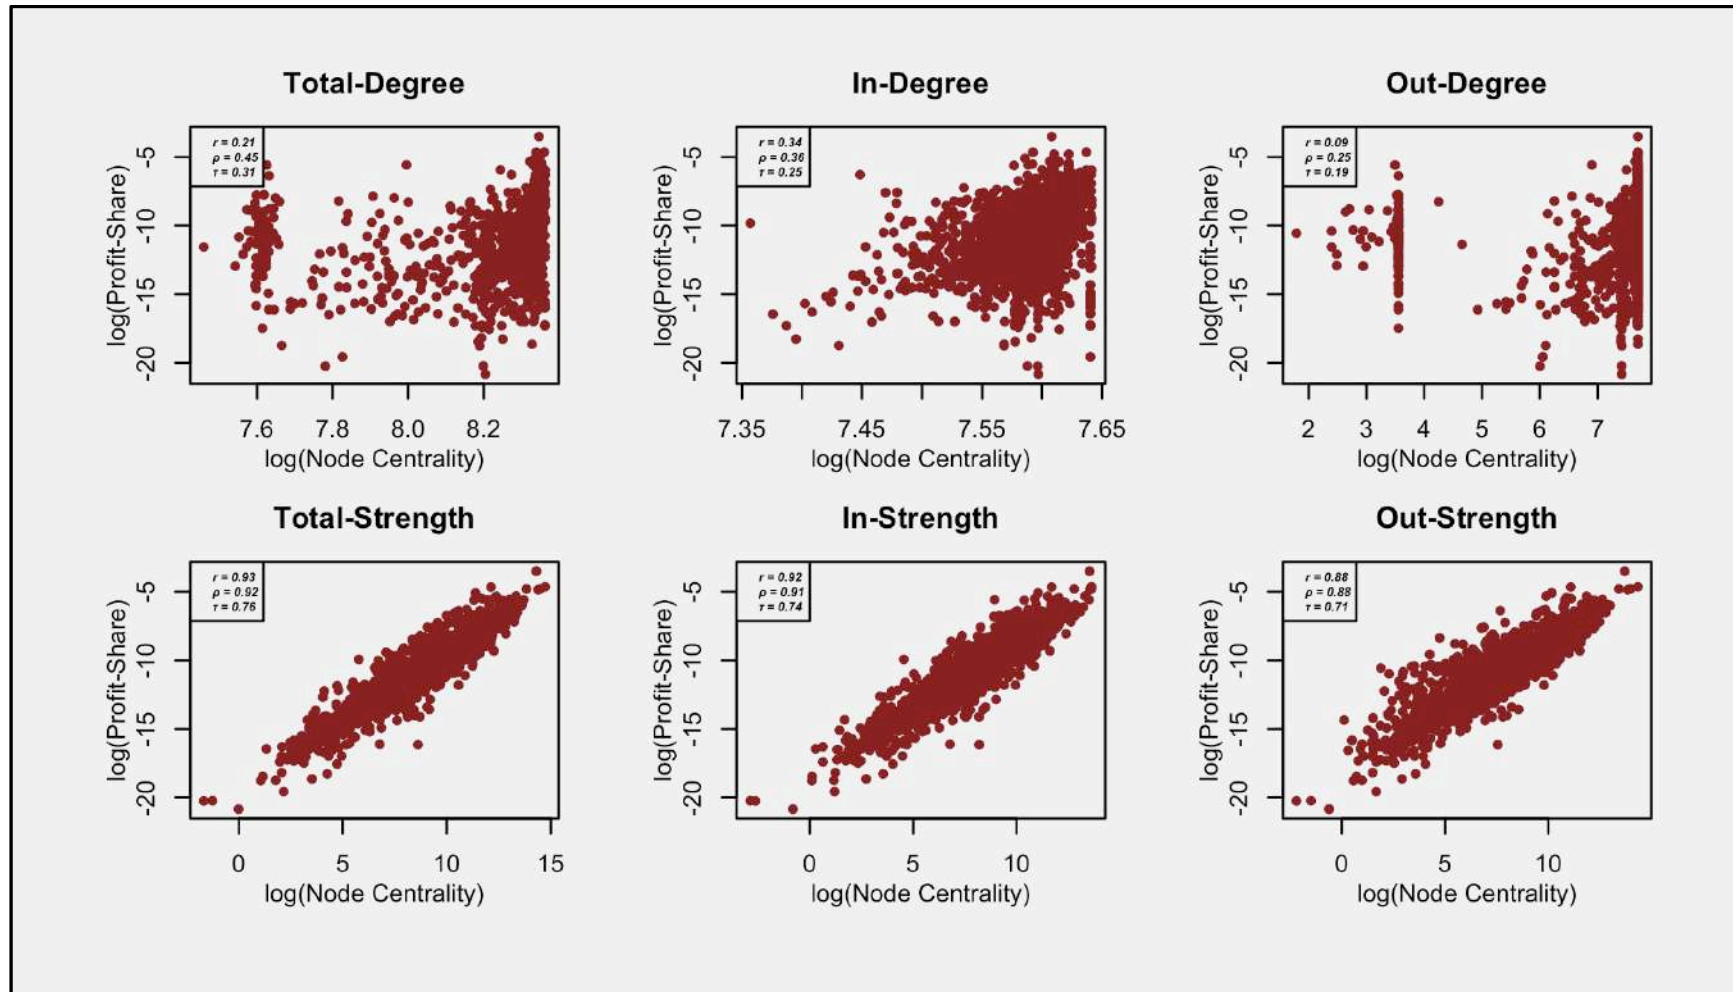 Total-Degree
r = 0.21
ρ = 0.45
τ = 0.31
log(Profit-Share)
-5
-10
-15
-20
7.6 7.8 8.0 8.2
log(Node Centrality)
In-Degree
r = 0.34
ρ = 0.36
τ = 0.25
log(Profit-Share)
-5
-10
-15
-20
7.35 7.45 7.55 7.65
log(Node Centrality)
Out-Degree
r = 0.09
ρ = 0.25
τ = 0.19
log(Profit-Share)
-5
-10
-15
-20
2 3 4 5 6 7
log(Node Centrality)
Total-Strength
r = 0.93
ρ = 0.92
τ = 0.76
log(Profit-Share)
-5
-10
-15
-20
0 5 10 15
log(Node Centrality)
In-Strength
r = 0.92
ρ = 0.91
τ = 0.74
log(Profit-Share)
-5
-10
-15
-20
0 5 10
log(Node Centrality)
Out-Strength
r = 0.88
ρ = 0.88
τ = 0.71
log(Profit-Share)
-5
-10
-15
-20
0 5 10
log(Node Centrality)